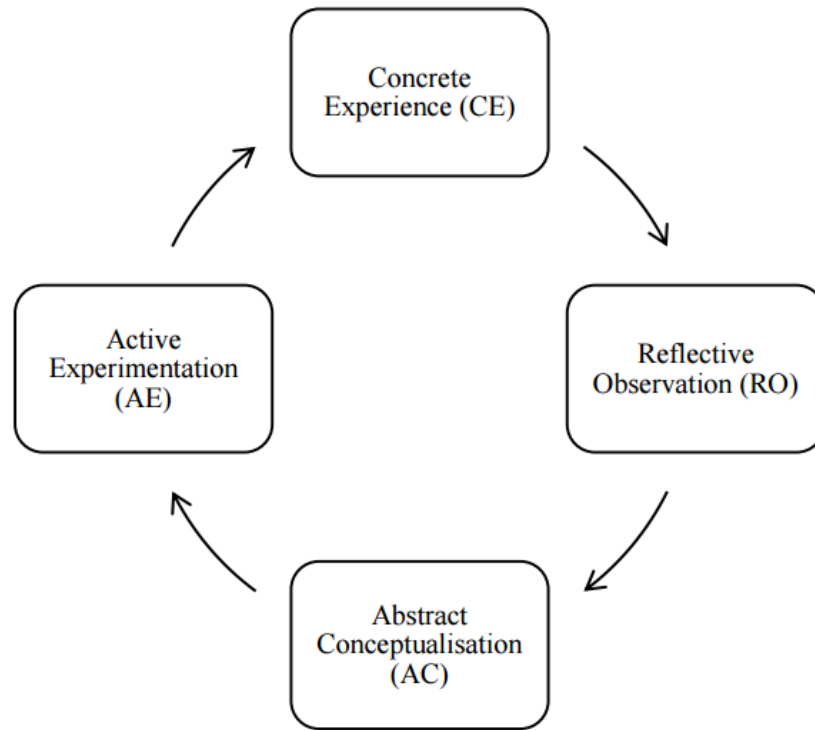 Concrete
Experience (CE)
Reflective
Observation (RO)
Abstract
Conceptualisation
(AC)
Active
Experimentation
(AE)